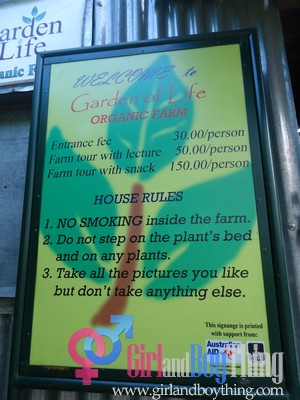 Garden
of Life
Organic F
WELCOME to
Garden of Life
ORGANIC FARM
Entrance fee 30.00/person
Farm tour with lecture 50.00/person
Farm tour with snack 150.00/person
HOUSE RULES
1. NO SMOKING inside the farm.
2. Do not step on the plant's bed
and on any plants.
3. Take all the pictures you like
but don't take anything else.
This signange is printed
with support from:
Australian
AID
GirlandBoyThing
www.girlandboything.com